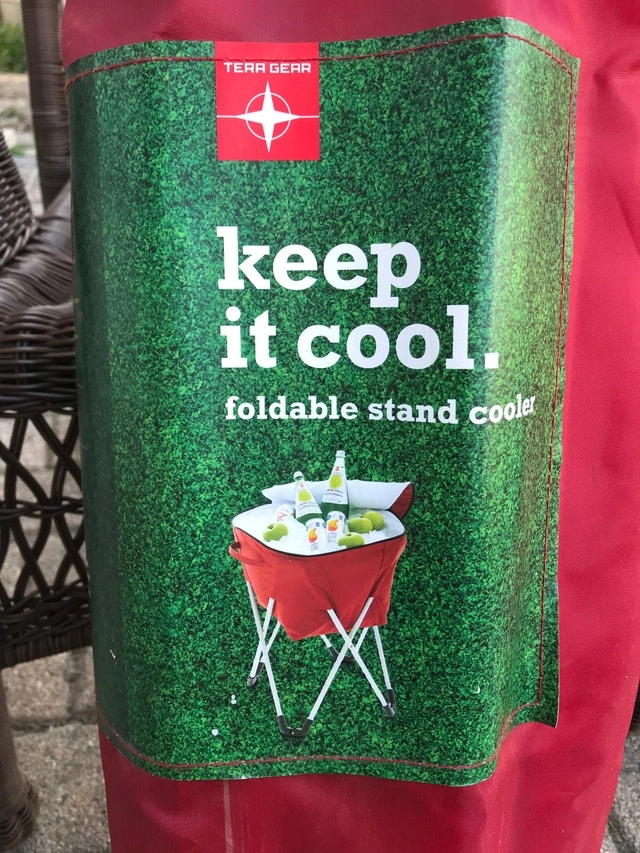 TERA GEAR
keep
it cool.
foldable stand cooler